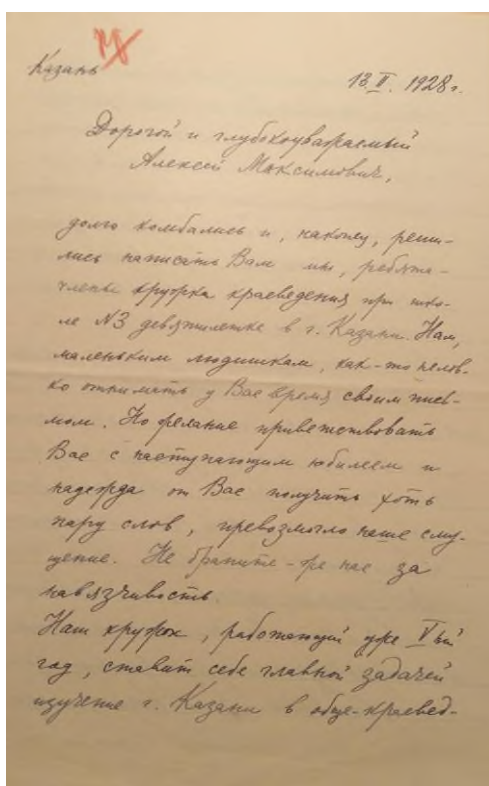 Казань
13.II.1928 г.
Дорогой и глубокоуважаемый
Алексей Максимович,
долго колебались и, наконец, реши-
лись написать Вам мы, ребята -
члены кружка краеведения при шко-
ле №3 девятилетке в г. Казани. Нам,
маленьким людишкам, как-то нелов-
ко отнимать у Вас время своим пись-
мом. Но желание приветствовать
Вас с наступающим юбилеем и
надежда от Вас получить хоть
пару слов, превозмогло наше сму-
щение. Не браните-же нас за
навязчивость.
Наш кружок, работающий уже V-ый
год, ставит себе главной задачей
изучение г. Казани в обще-краевед-